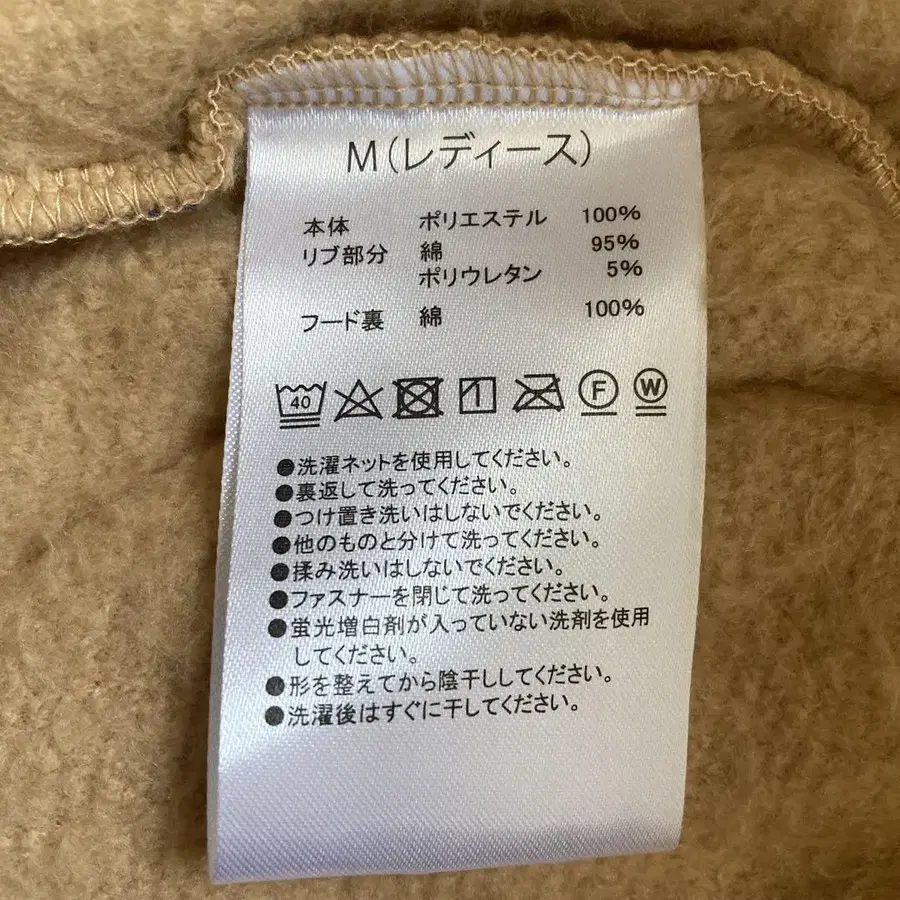 M(レディース)
本体 ポリエステル 100%
リブ部分 綿 95%
ポリウレタン 5%
フード裏 綿 100%
40 F W
●洗濯ネットを使用してください。
●裏返して洗ってください。
●つけ置き洗いはしないでください。
●他のものと分けて洗ってください。
●揉み洗いはしないでください。
●ファスナーを閉じて洗ってください。
●蛍光増白剤が入っていない洗剤を使用
してください。
●形を整えてから陰干ししてください。
●洗濯後はすぐに干してください。